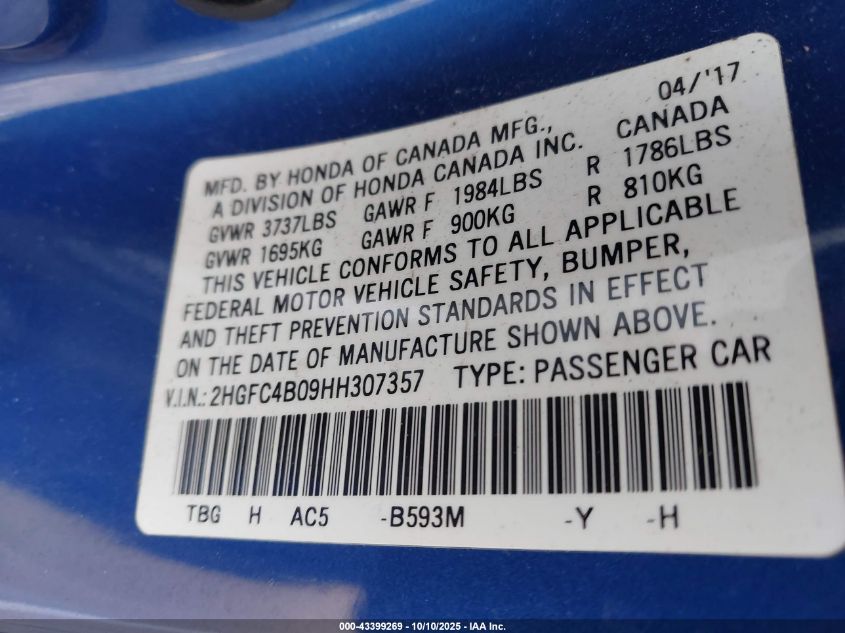 04/'17
MFD. BY HONDA OF CANADA MFG.,
A DIVISION OF HONDA CANADA INC. CANADA
GVWR 3737LBS GAWR F 1984LBS R 1786LBS
GVWR 1695KG GAWR F 900KG R 810KG
THIS VEHICLE CONFORMS TO ALL APPLICABLE
FEDERAL MOTOR VEHICLE SAFETY, BUMPER,
AND THEFT PREVENTION STANDARDS IN EFFECT
ON THE DATE OF MANUFACTURE SHOWN ABOVE.
V.I.N.: 2HGFC4B09HH307357 TYPE: PASSENGER CAR
TBG H AC5 -B593M -Y -H
000-43399269 - 10/10/2025 - IAA Inc.